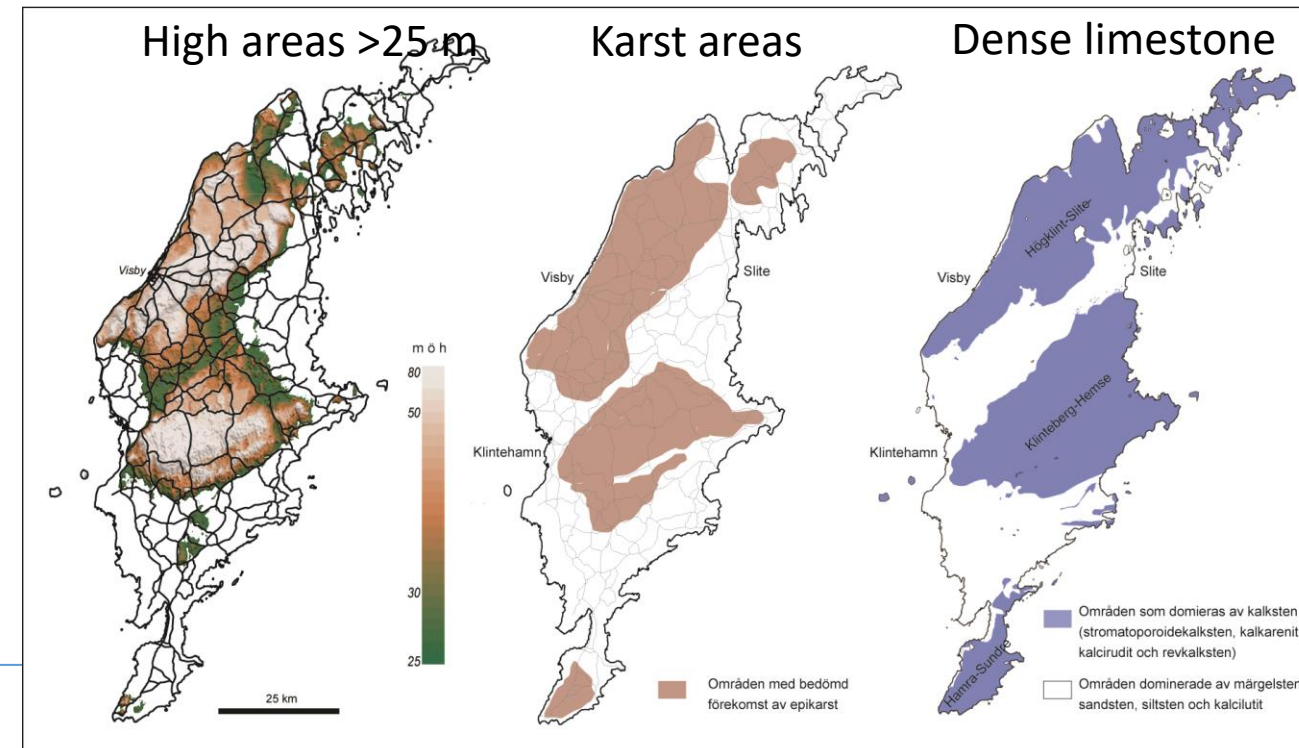 High areas >25 m
Karst areas
Dense limestone
Visby
m ö h
80
50
30
25
Klintehamn
25 km
Visby
Slite
Klintehamn
Områden med bedömd
förekomst av epikarst
Högklint-Slite-
Visby
Slite
Klinteberg-Hemse
Klintehamn
Hamra-Sundre
Områden som domieras av kalksten
(stromatoporoidekalksten, kalkarenit
kalcirudit och revkalksten)
Områden dominerade av märgelsten
sandsten, siltsten och kalcilutit